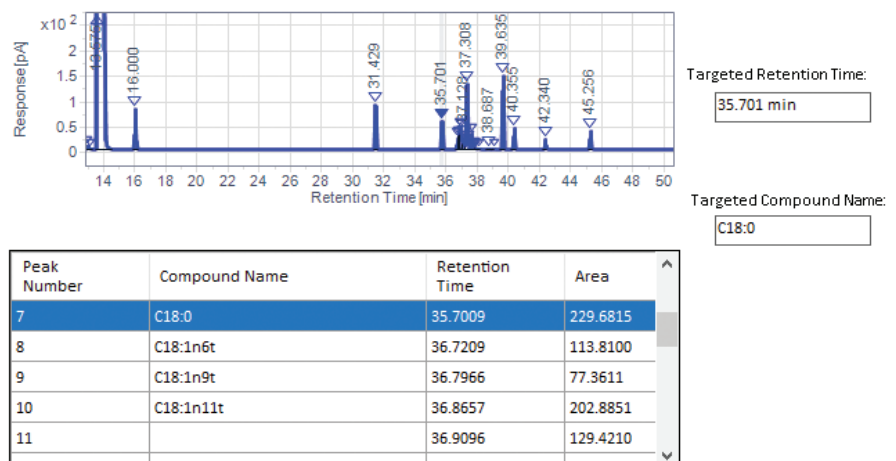 x10 2
2
1.5
1
0.5
0
Response[pA]
16.000
31.429
35.701
37.128
37.308
38.687
39.635
40.355
42.340
45.256
14 16 18 20 22 24 26 28 30 32 34 36 38 40 42 44 46 48 50
Retention Time [min]
Targeted Retention Time:
35.701 min
Targeted Compound Name:
C18:0
Peak Number Compound Name Retention Time Area
7 C18:0 35.7009 229.6815
8 C18:1n6t 36.7209 113.8100
9 C18:1n9t 36.7966 77.3611
10 C18:1n11t 36.8657 202.8851
11 36.9096 129.4210